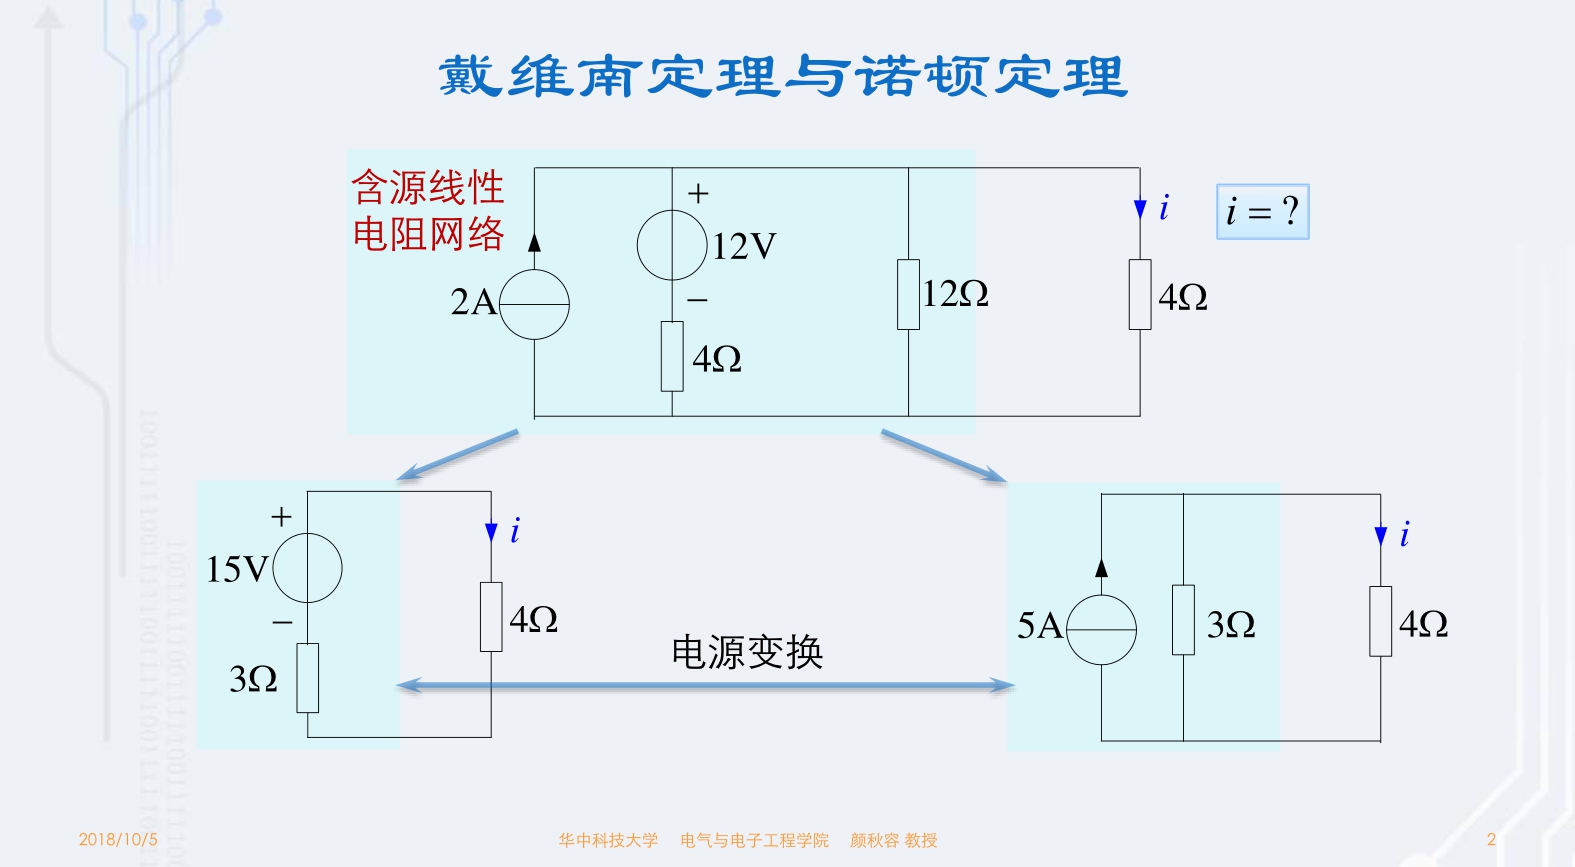 戴维南定理与诺顿定理
含源线性
电阻网络
2A
+
12V
−
4Ω
12Ω
i
4Ω
i = ?
+
15V
−
3Ω
i
4Ω
电源变换
5A
3Ω
i
4Ω
2018/10/5
华中科技大学 电气与电子工程学院 颜秋容 教授
2